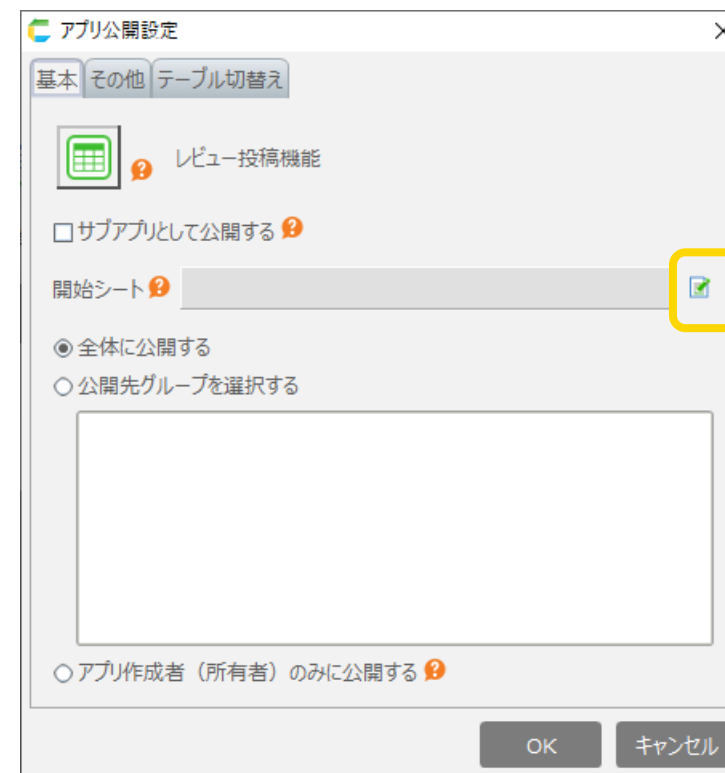 アプリ公開設定
基本 その他 テーブル切替え
レビュー投稿機能
サブアプリとして公開する
開始シート
全体に公開する
公開先グループを選択する
アプリ作成者（所有者）のみに公開する
OK キャンセル